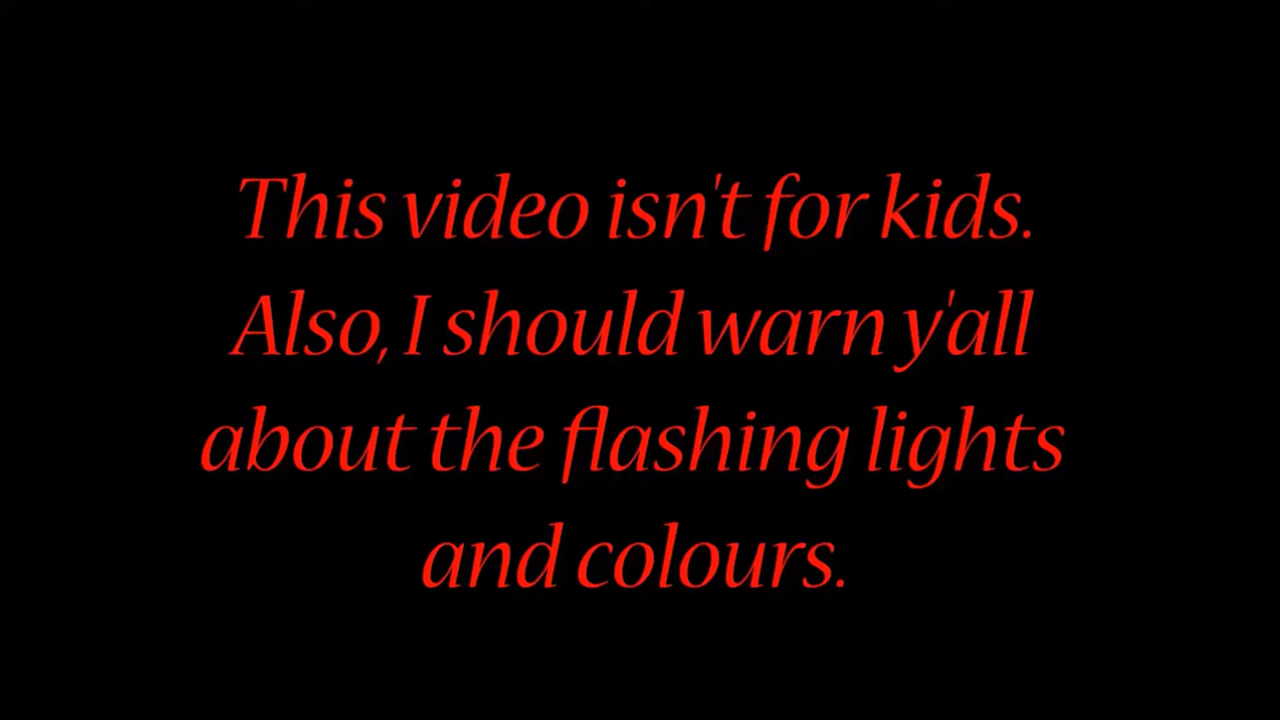 This video isn't for kids.
Also, I should warn y'all
about the flashing lights
and colours.